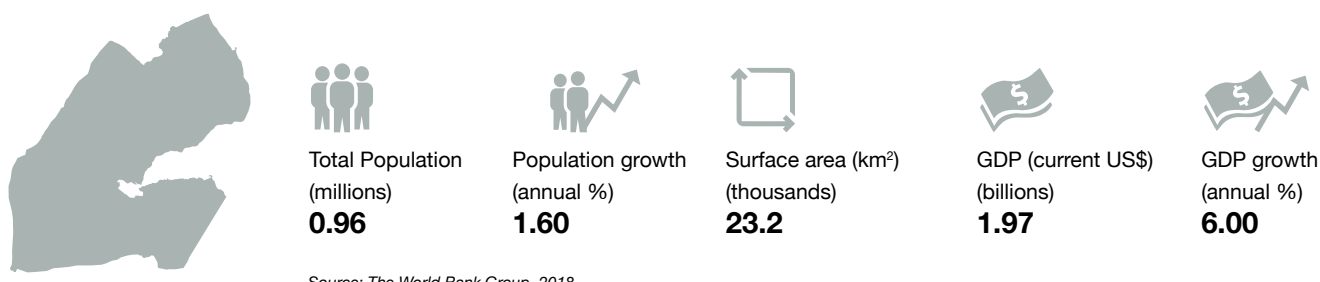 Total Population
(millions)
0.96
Population growth
(annual %)
1.60
Surface area (km²)
(thousands)
23.2
GDP (current US$)
(billions)
1.97
GDP growth
(annual %)
6.00
Source: The World Bank Group, 2018